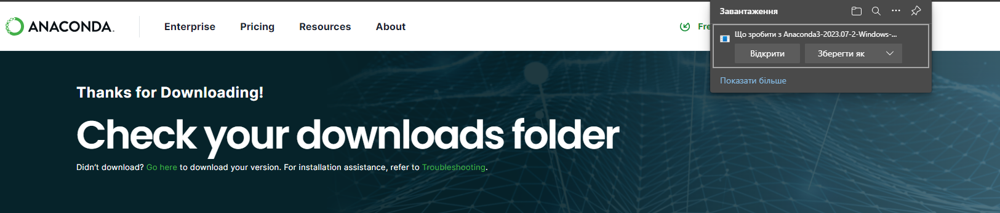 ANACONDA.
Enterprise Pricing Resources About
Fre
Завантаження
Що зробити з Anaconda3-2023.07-2-Windows-...
Відкрити Зберегти як
Показати більше
Thanks for Downloading!
Check your downloads folder
Didn't download? Go here to download your version. For installation assistance, refer to Troubleshooting.